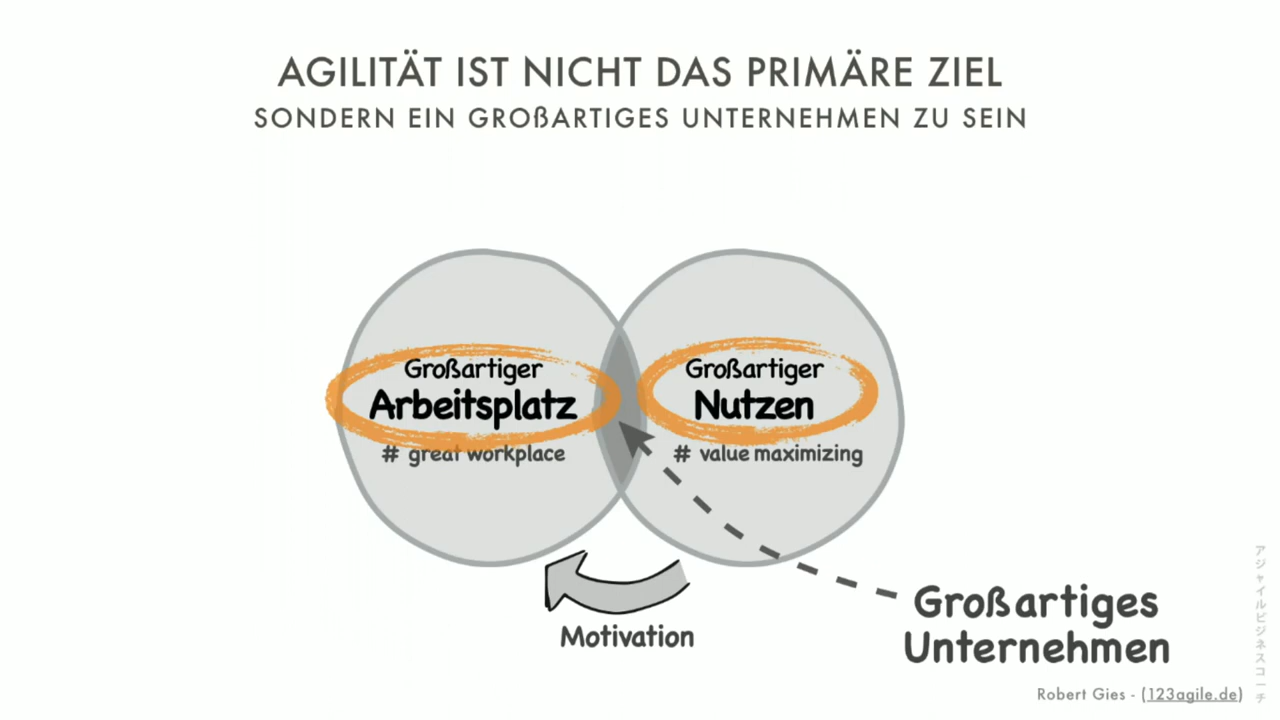 AGILITÄT IST NICHT DAS PRIMÄRE ZIEL
SONDERN EIN GROßARTIGES UNTERNEHMEN ZU SEIN
Großartiger
Arbeitsplatz
# great workplace
Großartiger
Nutzen
# value maximizing
Motivation
Großartiges
Unternehmen
Robert Gies - (123agile.de)
アジャイルビジネスコーチ